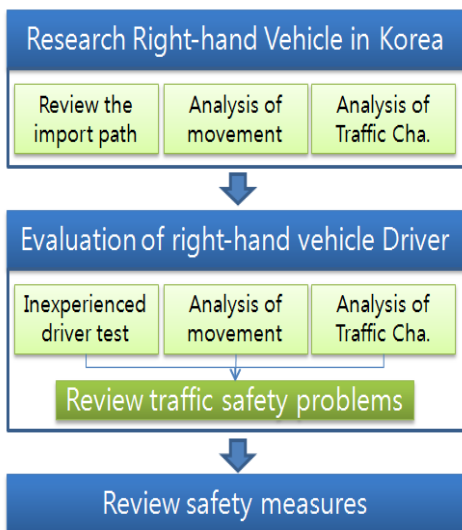 Research Right-hand Vehicle in Korea
Review the
import path
Analysis of
movement
Analysis of
Traffic Cha.
Evaluation of right-hand vehicle Driver
Inexperienced
driver test
Analysis of
movement
Analysis of
Traffic Cha.
Review traffic safety problems
Review safety measures